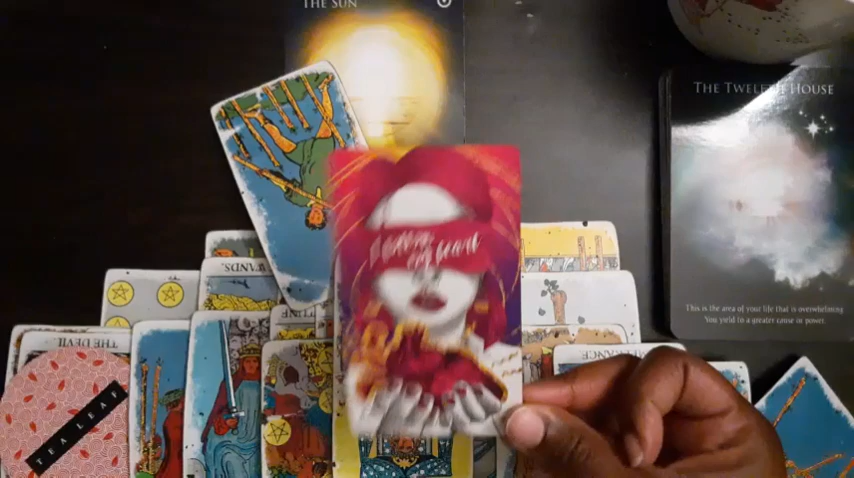 THE SUN
THE TWELFTH HOUSE
heart
WANDS.
This is the area of your life that is overwhelming
You yield to a greater cause or power.
THE DEVIL
TEA LEAF